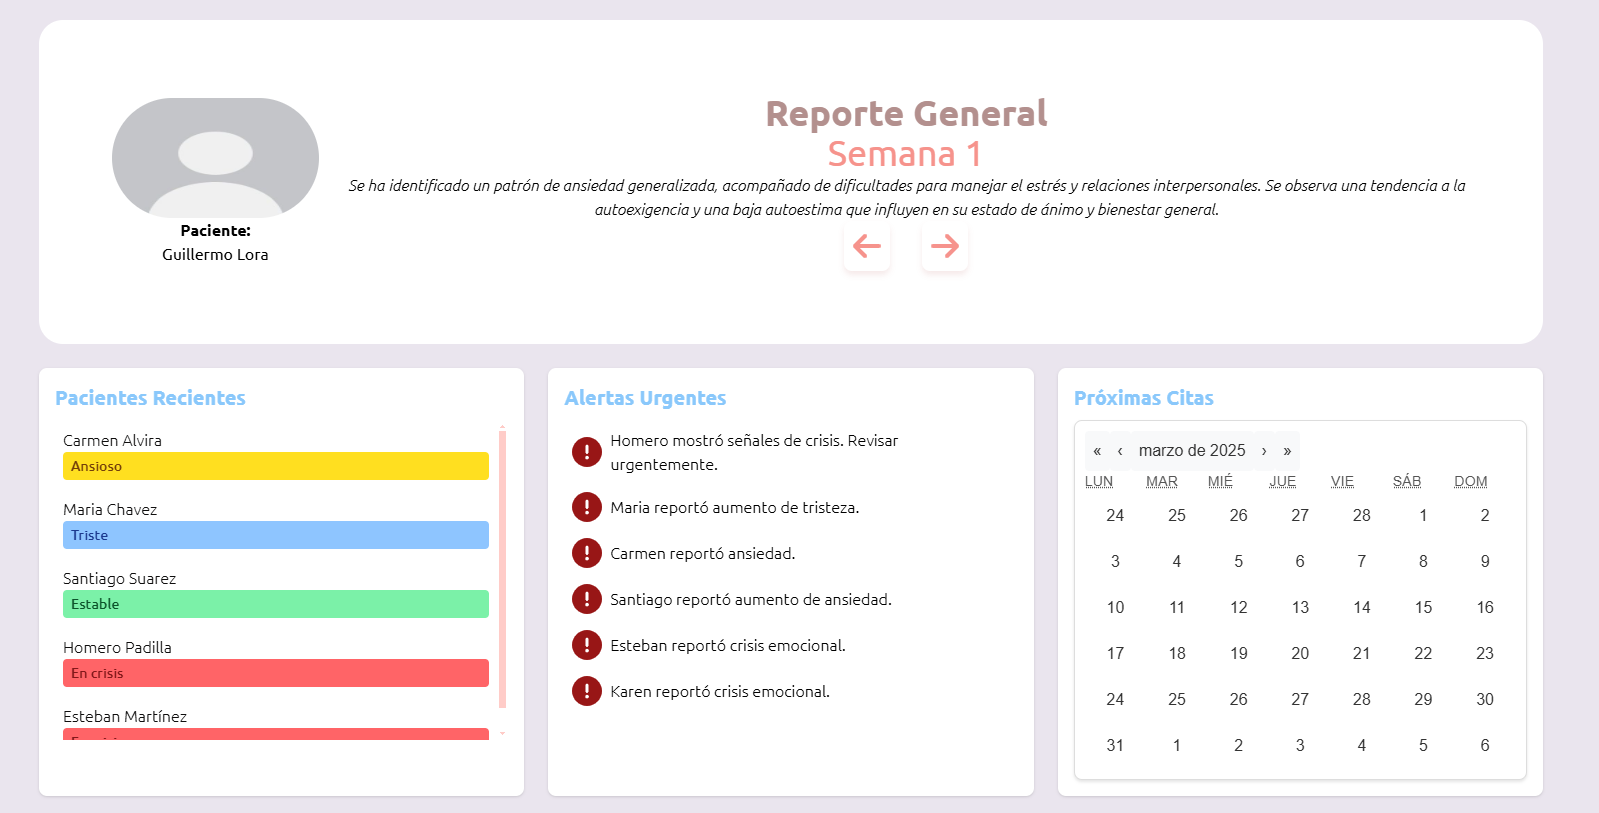 Reporte General
Semana 1
Se ha identificado un patrón de ansiedad generalizada, acompañado de dificultades para manejar el estrés y relaciones interpersonales. Se observa una tendencia a la
autoexigencia y una baja autoestima que influyen en su estado de ánimo y bienestar general.
Paciente:
Guillermo Lora
Pacientes Recientes
Carmen Alvira
Ansioso
Maria Chavez
Triste
Santiago Suarez
Estable
Homero Padilla
En crisis
Esteban Martínez
Alertas Urgentes
Homero mostró señales de crisis. Revisar
urgentemente.
Maria reportó aumento de tristeza.
Carmen reportó ansiedad.
Santiago reportó aumento de ansiedad.
Esteban reportó crisis emocional.
Karen reportó crisis emocional.
Próximas Citas
« ‹ marzo de 2025 › »
LUN MAR MIÉ JUE VIE SÁB DOM
24 25 26 27 28 1 2
3 4 5 6 7 8 9
10 11 12 13 14 15 16
17 18 19 20 21 22 23
24 25 26 27 28 29 30
31 1 2 3 4 5 6